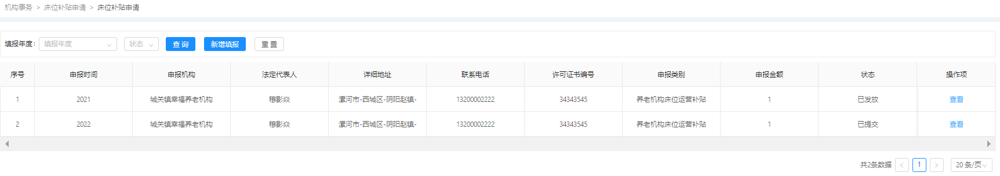 机构事务 > 床位补贴申请 > 床位补贴申请
填报年度: 填报年度 状态 查 询 新增填报 重 置
序号 申报时间 申报机构 法定代表人 详细地址 联系电话 许可证书编号 申报类别 申报金额 状态 操作项
1 2021 城关镇幸福养老机构 穆影焱 漯河市-西城区-阴阳赵镇- 13200002222 34343545 养老机构床位运营补贴 1 已发放 查看
2 2022 城关镇幸福养老机构 穆影焱 漯河市-西城区-阴阳赵镇- 13200002222 34343545 养老机构床位运营补贴 1 已提交 查看
共2条数据 < 1 > 20 条/页